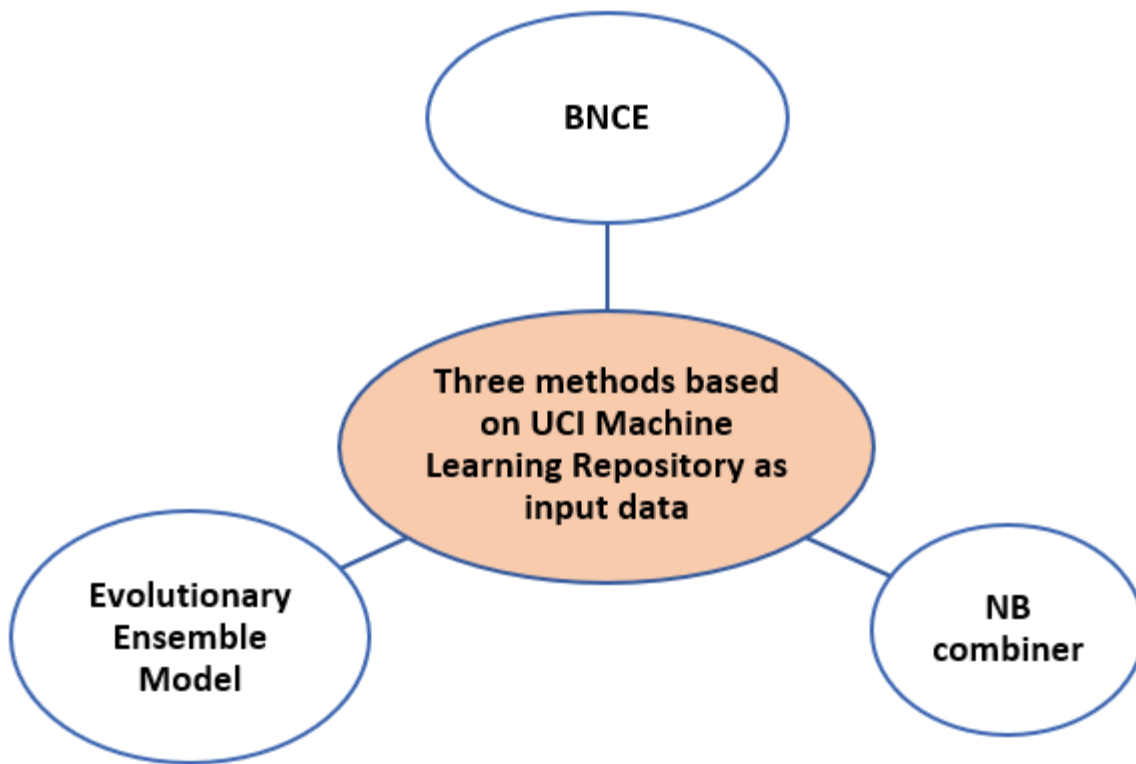 BNCE
Three methods based
on UCI Machine
Learning Repository as
input data
Evolutionary
Ensemble
Model
NB
combiner